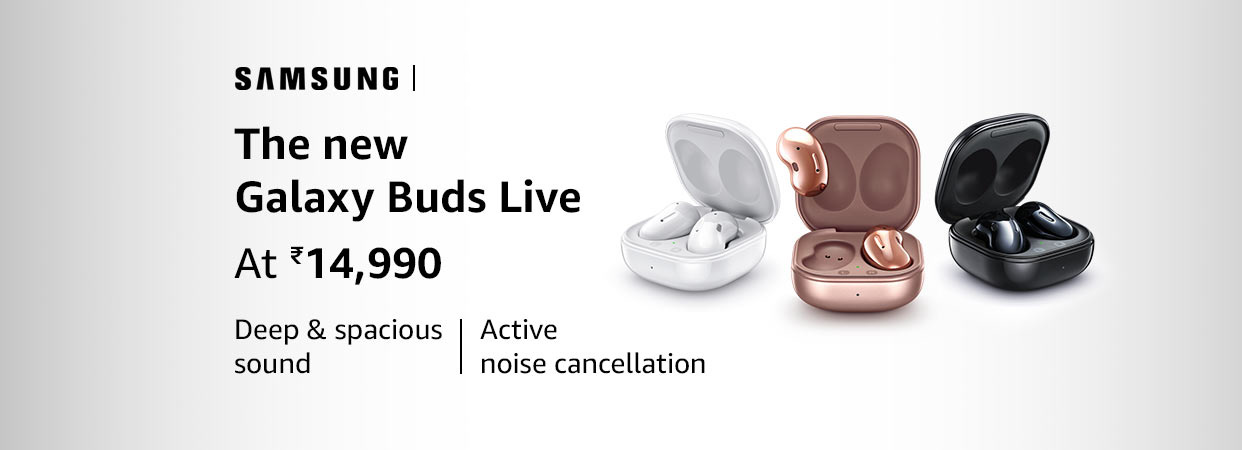 SAMSUNG |
The new
Galaxy Buds Live
At ₹14,990
Deep & spacious
sound
Active
noise cancellation